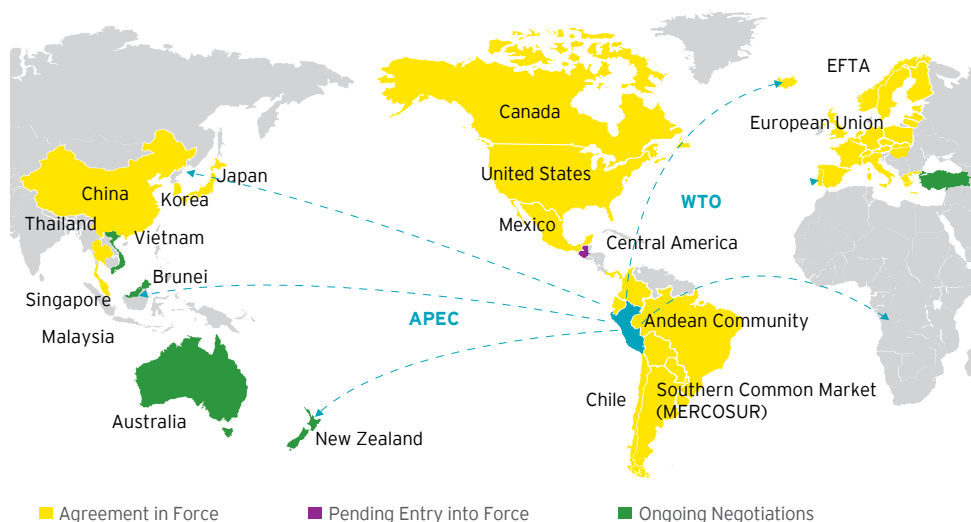 EFTA
Canada
European Union
United States
Japan
China
Korea
WTO
Mexico
Thailand
Vietnam
Central America
Brunei
Singapore
APEC
Andean Community
Malaysia
Chile
Southern Common Market
(MERCOSUR)
Australia
New Zealand
Agreement in Force
Pending Entry into Force
Ongoing Negotiations